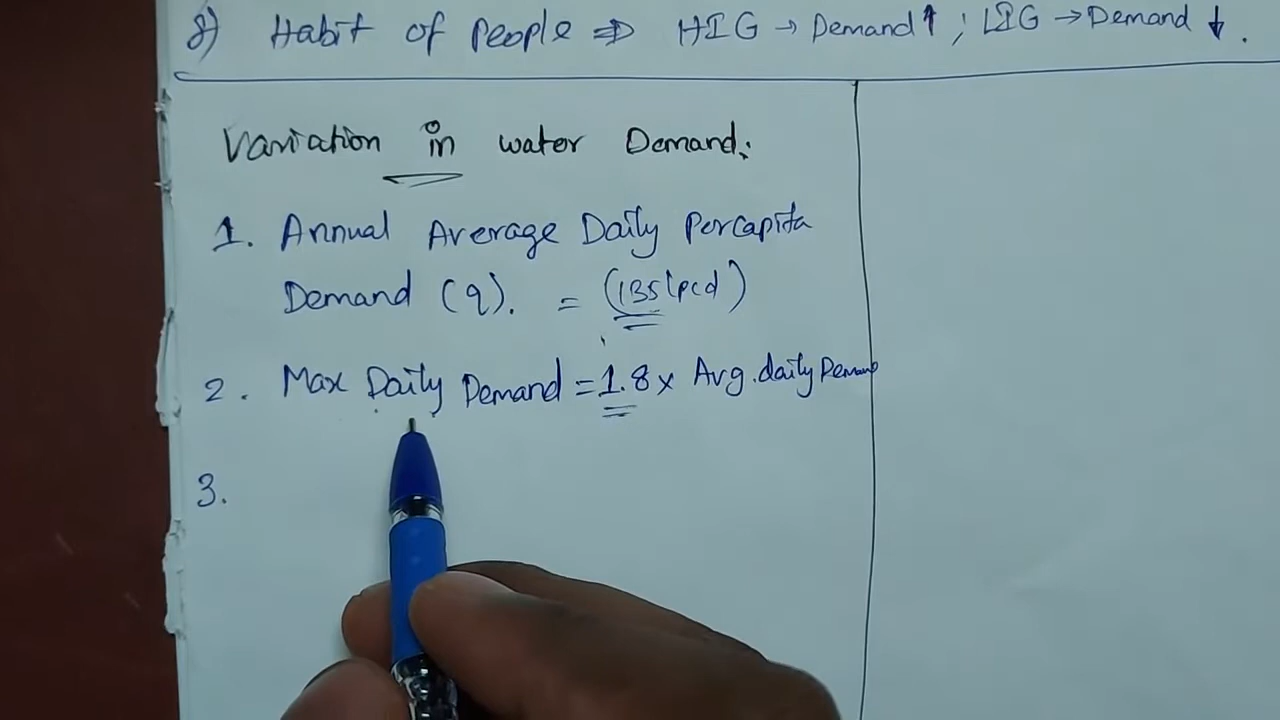 8) Habit of People ⇒ HIG → Demand ↑ ; LIG → Demand ↓ .
Variation in water Demand:
1. Annual Average Daily Percapita
Demand (q). = (135 lpcd)
2. Max Daily Demand = 1.8 x Avg. daily Demand
3.